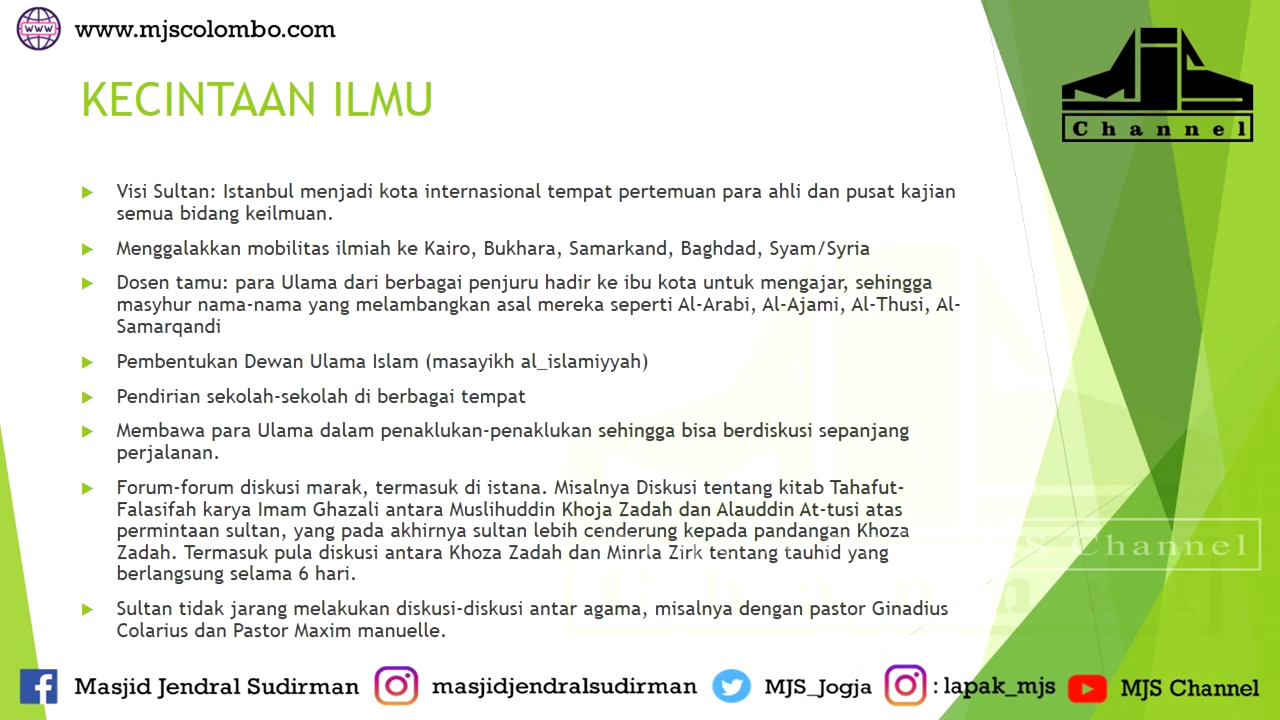 www.mjscolombo.com
KECINTAAN ILMU
MJS
Channel
Visi Sultan: Istanbul menjadi kota internasional tempat pertemuan para ahli dan pusat kajian
semua bidang keilmuan.
Menggalakkan mobilitas ilmiah ke Kairo, Bukhara, Samarkand, Baghdad, Syam/Syria
Dosen tamu: para Ulama dari berbagai penjuru hadir ke ibu kota untuk mengajar, sehingga
masyhur nama-nama yang melambangkan asal mereka seperti Al-Arabi, Al-Ajami, Al-Thusi, Al-
Samarqandi
Pembentukan Dewan Ulama Islam (masayikh al_islamiyyah)
Pendirian sekolah-sekolah di berbagai tempat
Membawa para Ulama dalam penaklukan-penaklukan sehingga bisa berdiskusi sepanjang
perjalanan.
Forum-forum diskusi marak, termasuk di istana. Misalnya Diskusi tentang kitab Tahafut-
Falasifah karya Imam Ghazali antara Muslihuddin Khoja Zadah dan Alauddin At-tusi atas
permintaan sultan, yang pada akhirnya sultan lebih cenderung kepada pandangan Khoza
Zadah. Termasuk pula diskusi antara Khoza Zadah dan Minrla Zirk tentang tauhid yang
berlangsung selama 6 hari.
MJS Channel
Channel
Sultan tidak jarang melakukan diskusi-diskusi antar agama, misalnya dengan pastor Ginadius
Colarius dan Pastor Maxim manuelle.
Masjid Jendral Sudirman masjidjendralsudirman MJS_Jogja : lapak_mjs MJS Channel